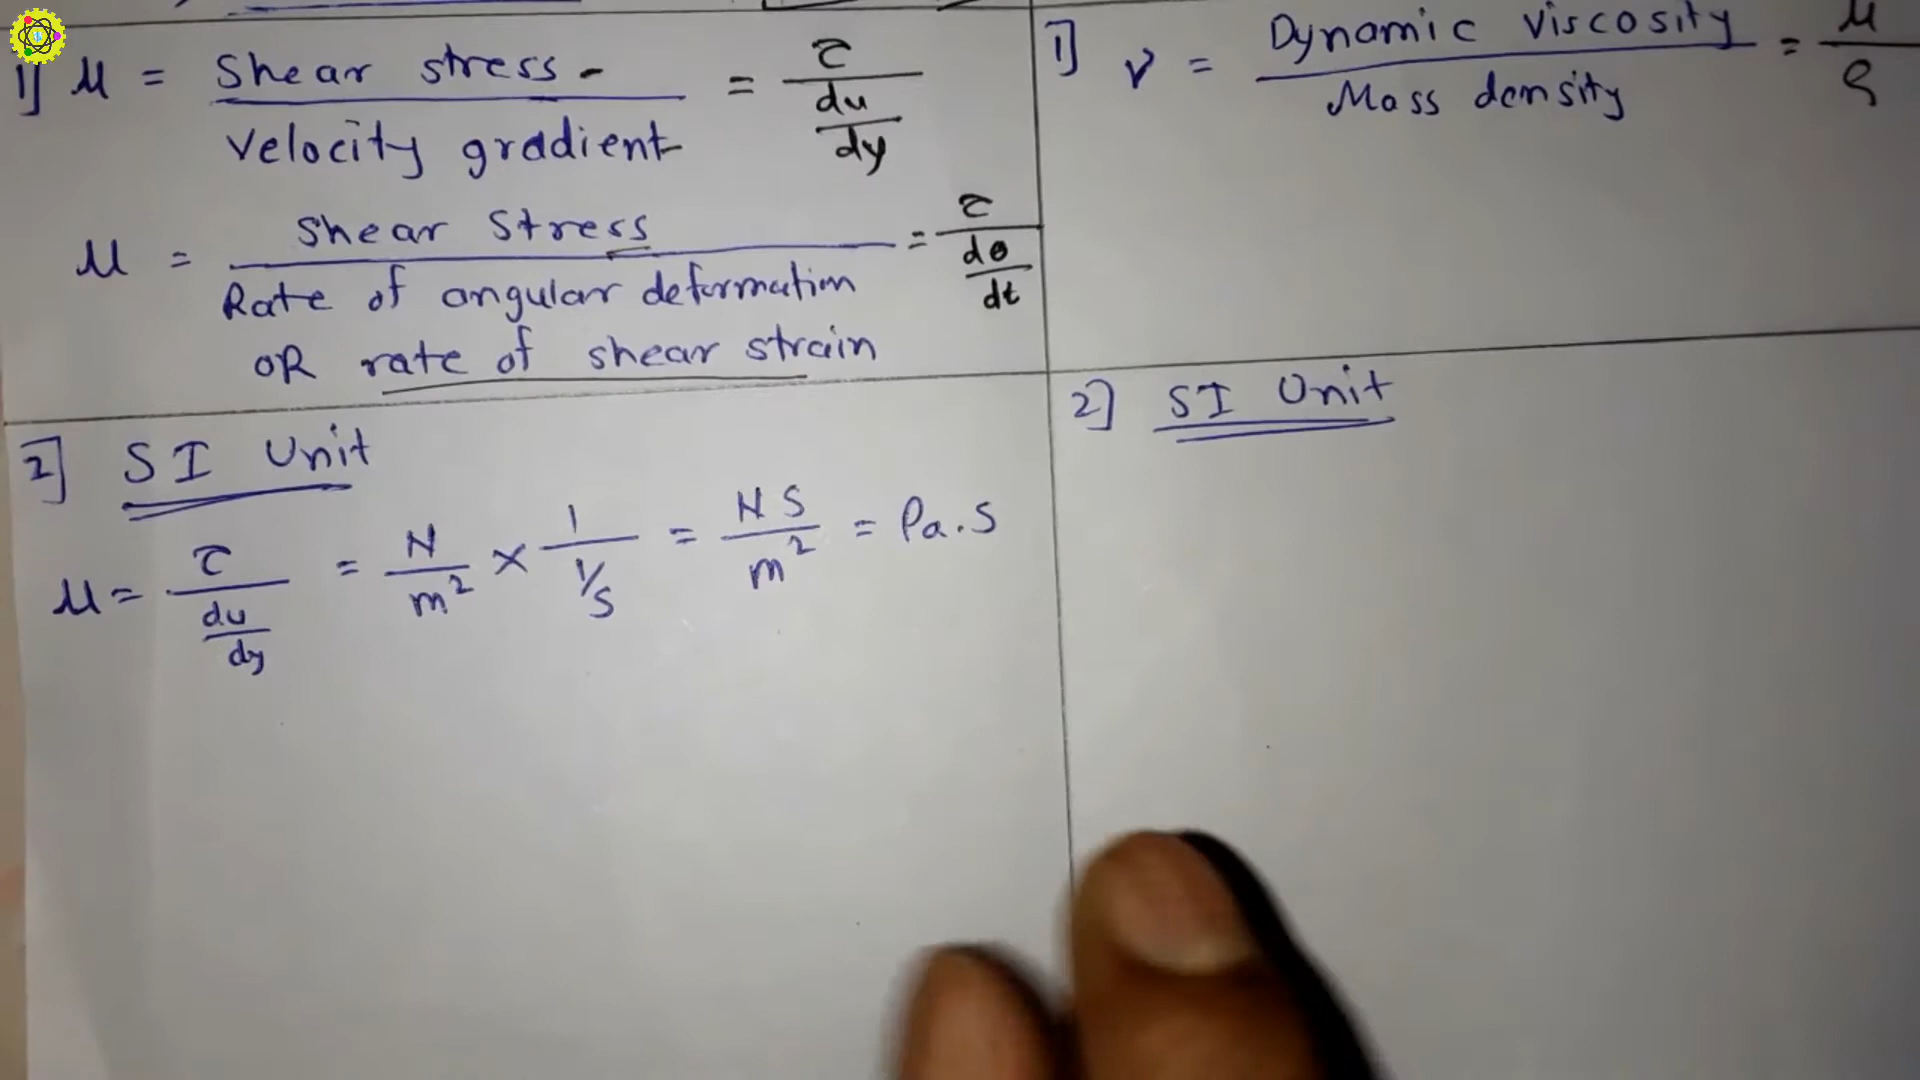 1] μ = Shear stress / Velocity gradient = τ / (du/dy)
μ = Shear Stress / Rate of angular deformation OR rate of shear strain = τ / (dθ/dt)
2] SI Unit
μ = τ / (du/dy) = N/m² × 1/(1/s) = NS/m² = Pa.S
1] ν = Dynamic viscosity / Mass density = μ/ρ
2] SI Unit